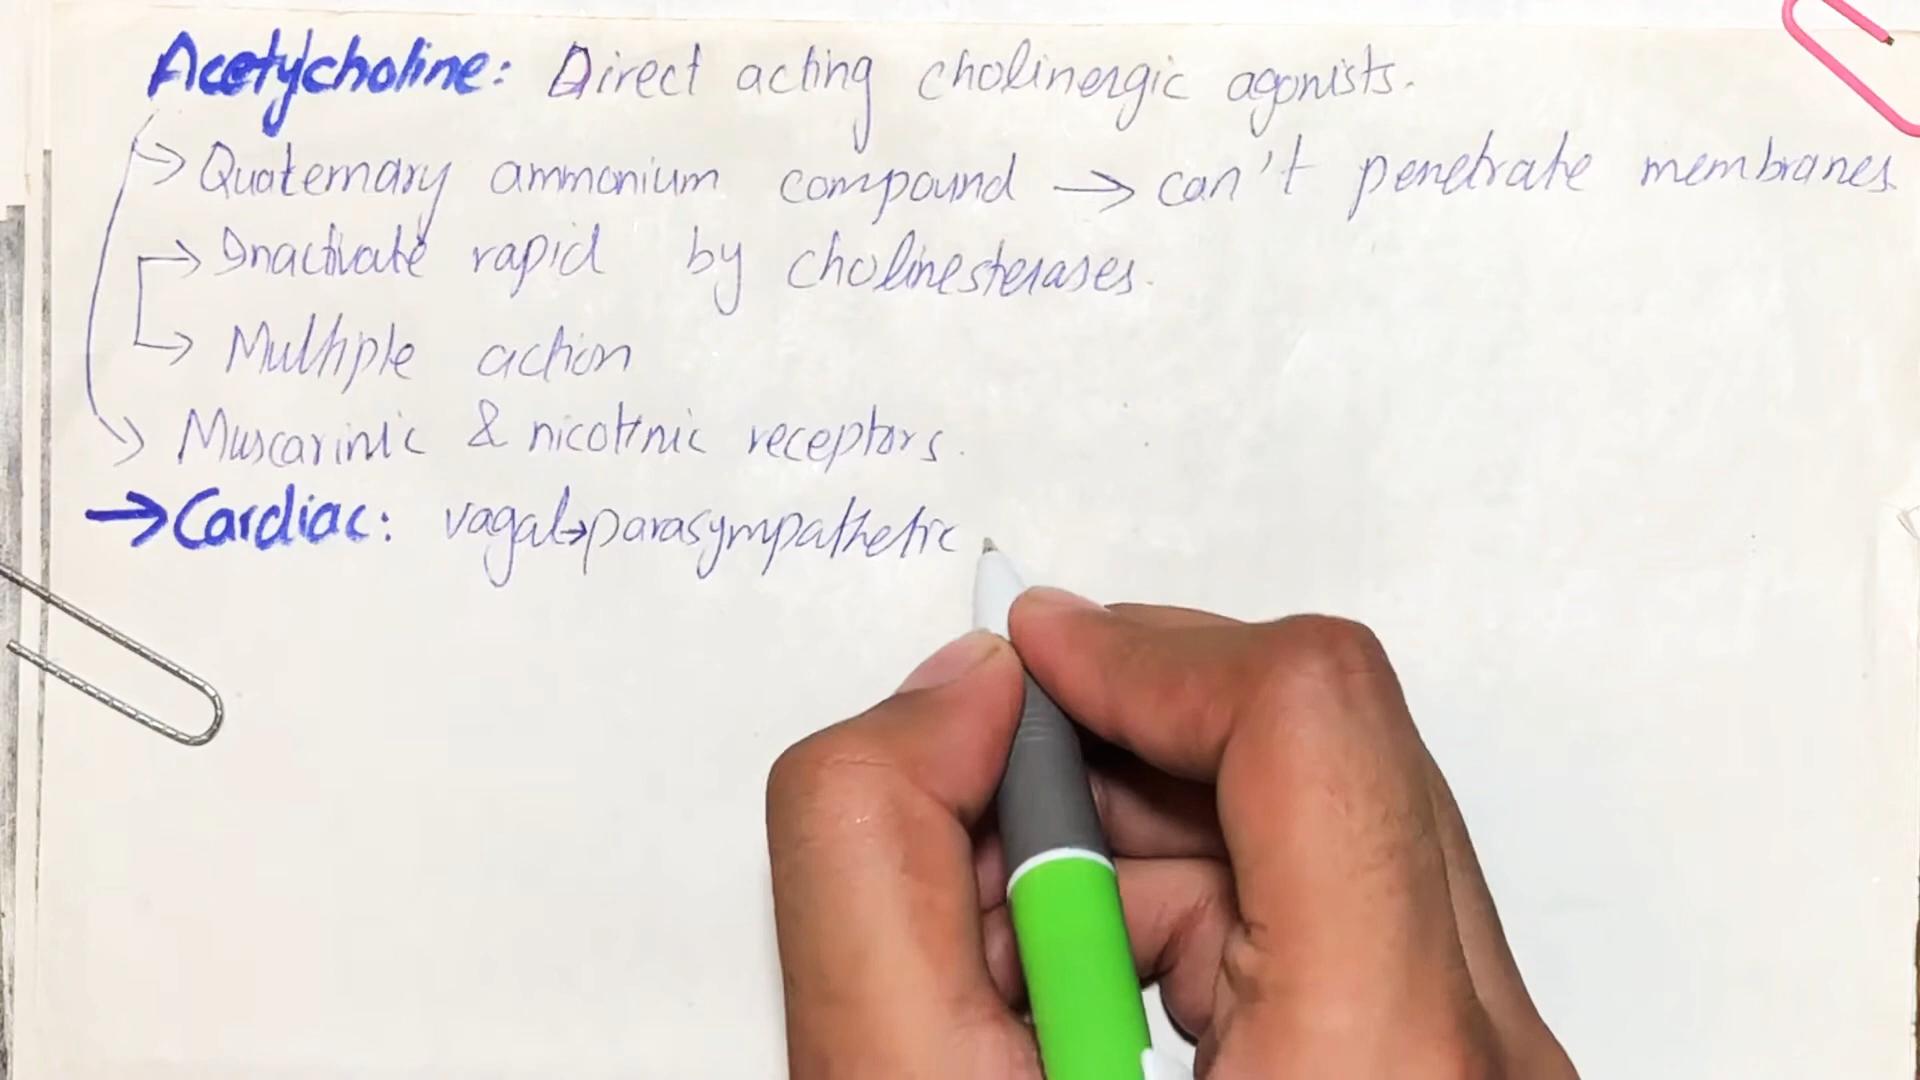 Acetylcholine: Direct acting cholinergic agonists.
→ Quaternary ammonium compound → can't penetrate membranes
→ Inactivate rapid by cholinesterases.
→ Multiple action
→ Muscarinic & nicotinic receptors.
→ Cardiac: vagal → parasympathetic